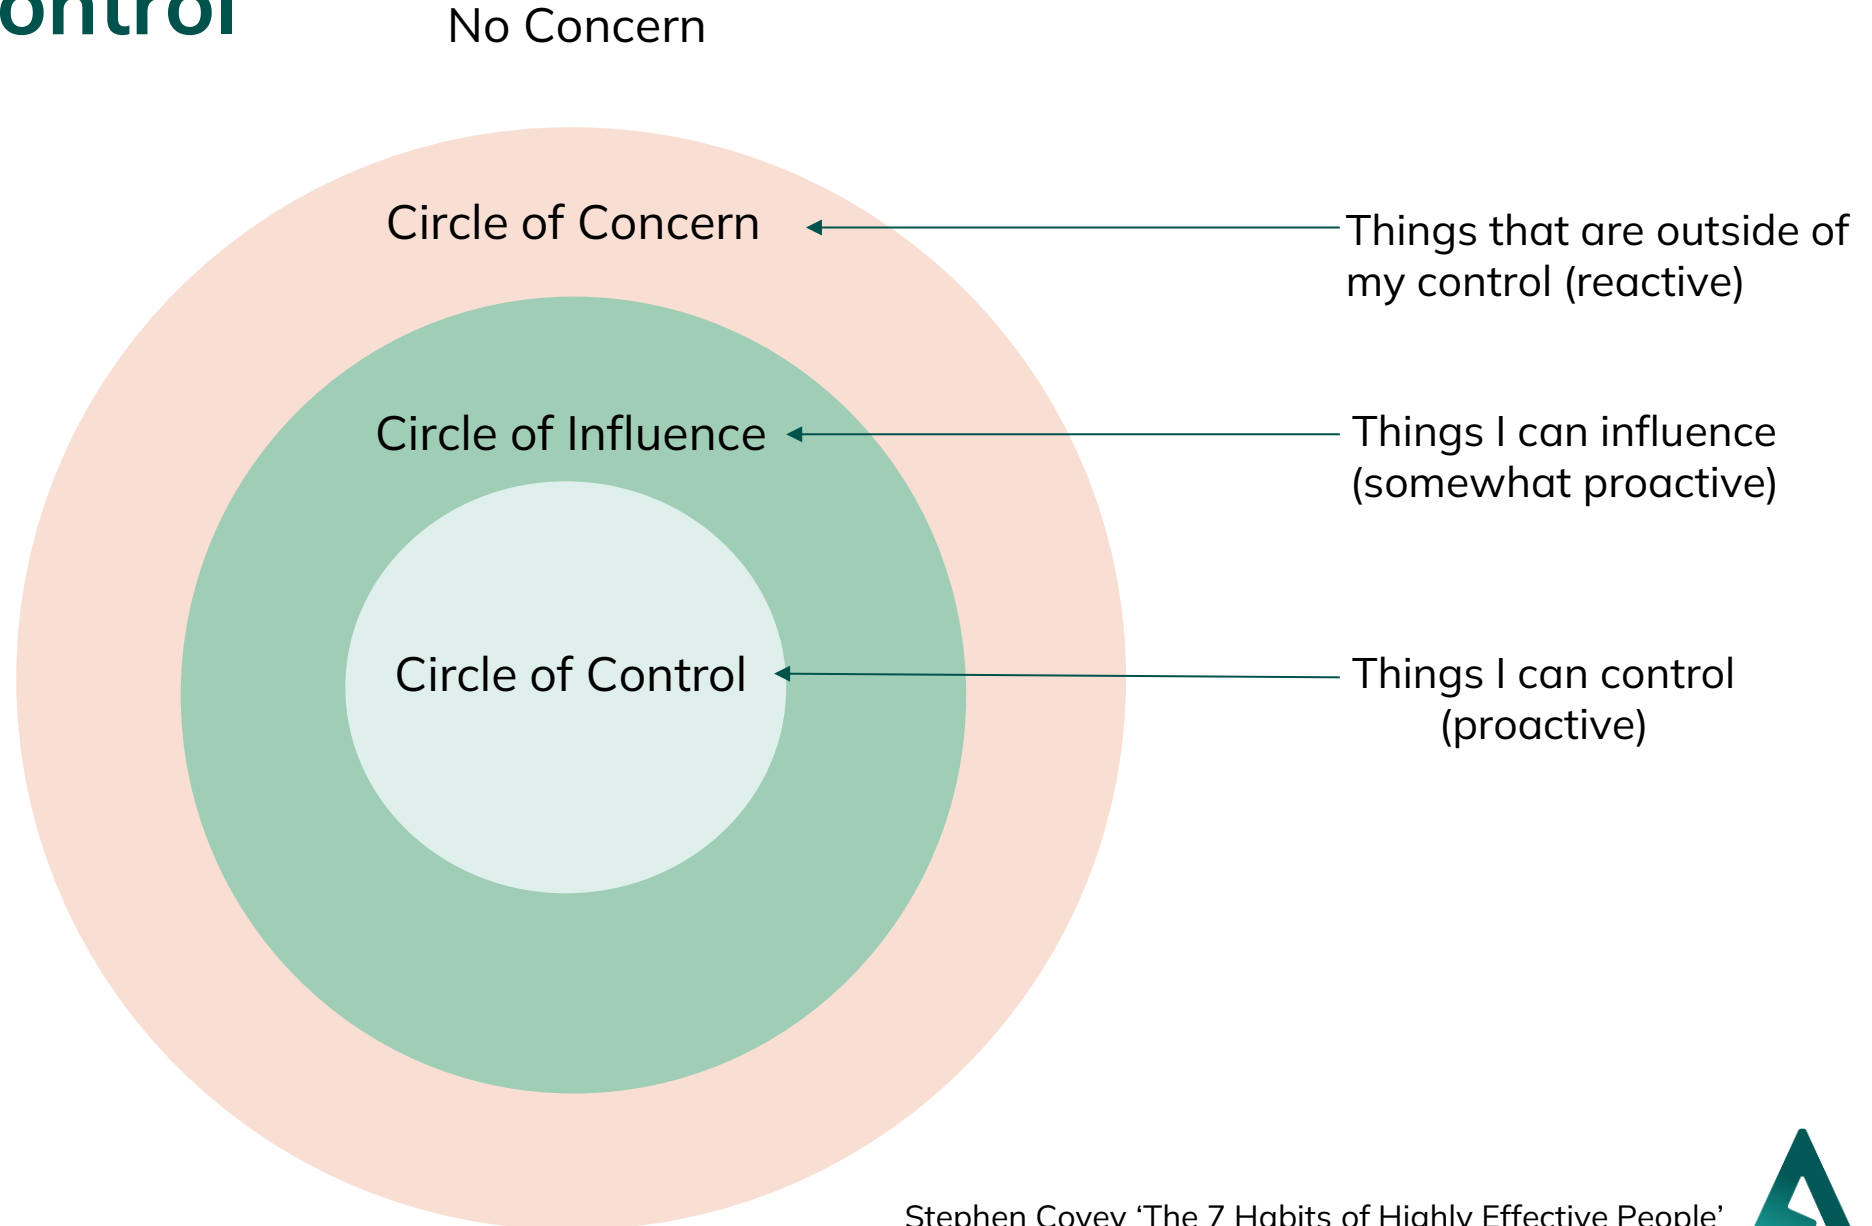 ontrol
No Concern
Circle of Concern
Things that are outside of
my control (reactive)
Circle of Influence
Things I can influence
(somewhat proactive)
Circle of Control
Things I can control
(proactive)
Stephen Covey ‘The 7 Habits of Highly Effective People’